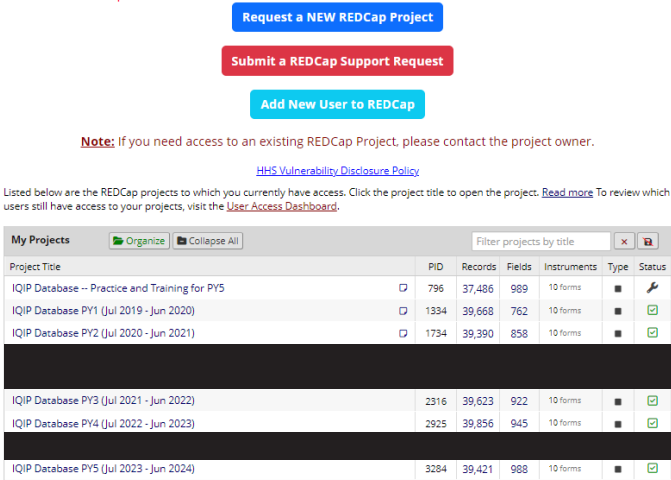 Request a NEW REDCap Project
Submit a REDCap Support Request
Add New User to REDCap
Note: If you need access to an existing REDCap Project, please contact the project owner.
HHS Vulnerability Disclosure Policy
Listed below are the REDCap projects to which you currently have access. Click the project title to open the project. Read more To review which
users still have access to your projects, visit the User Access Dashboard.
My Projects Organize Collapse All Filter projects by title x
Project Title PID Records Fields Instruments Type Status
IQIP Database -- Practice and Training for PY5 796 37,486 989 10 forms
IQIP Database PY1 (Jul 2019 - Jun 2020) 1334 39,668 762 10 forms
IQIP Database PY2 (Jul 2020 - Jun 2021) 1734 39,390 858 10 forms
IQIP Database PY3 (Jul 2021 - Jun 2022) 2316 39,623 922 10 forms
IQIP Database PY4 (Jul 2022 - Jun 2023) 2925 39,856 945 10 forms
IQIP Database PY5 (Jul 2023 - Jun 2024) 3284 39,421 988 10 forms